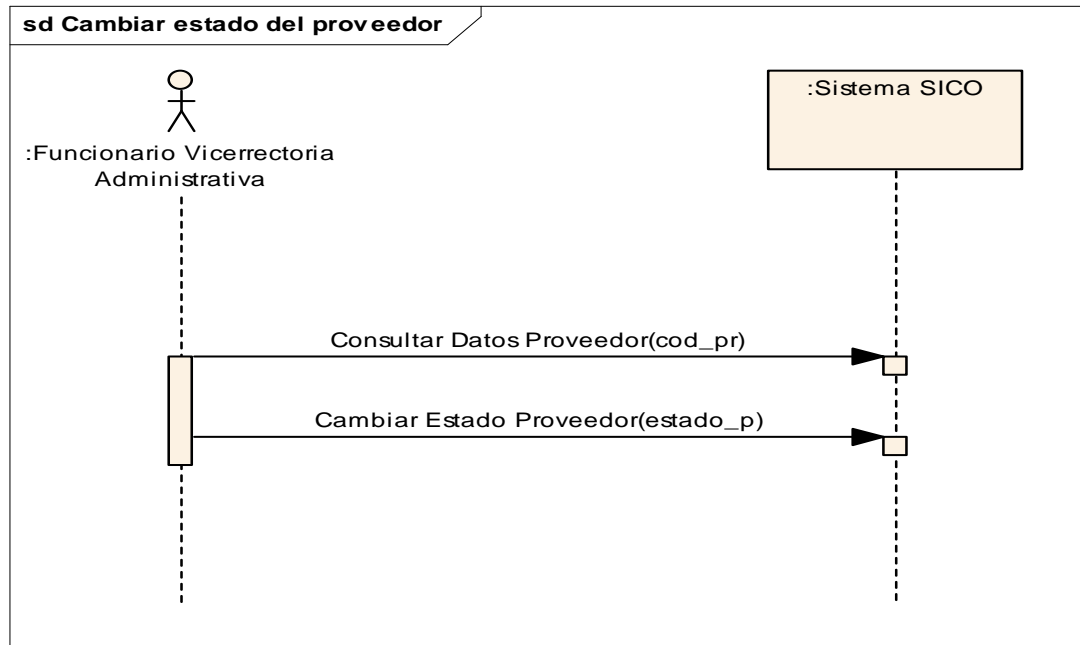 sd Cambiar estado del proveedor
:Funcionario Vicerrectoria
Administrativa
:Sistema SICO
Consultar Datos Proveedor(cod_pr)
Cambiar Estado Proveedor(estado_p)